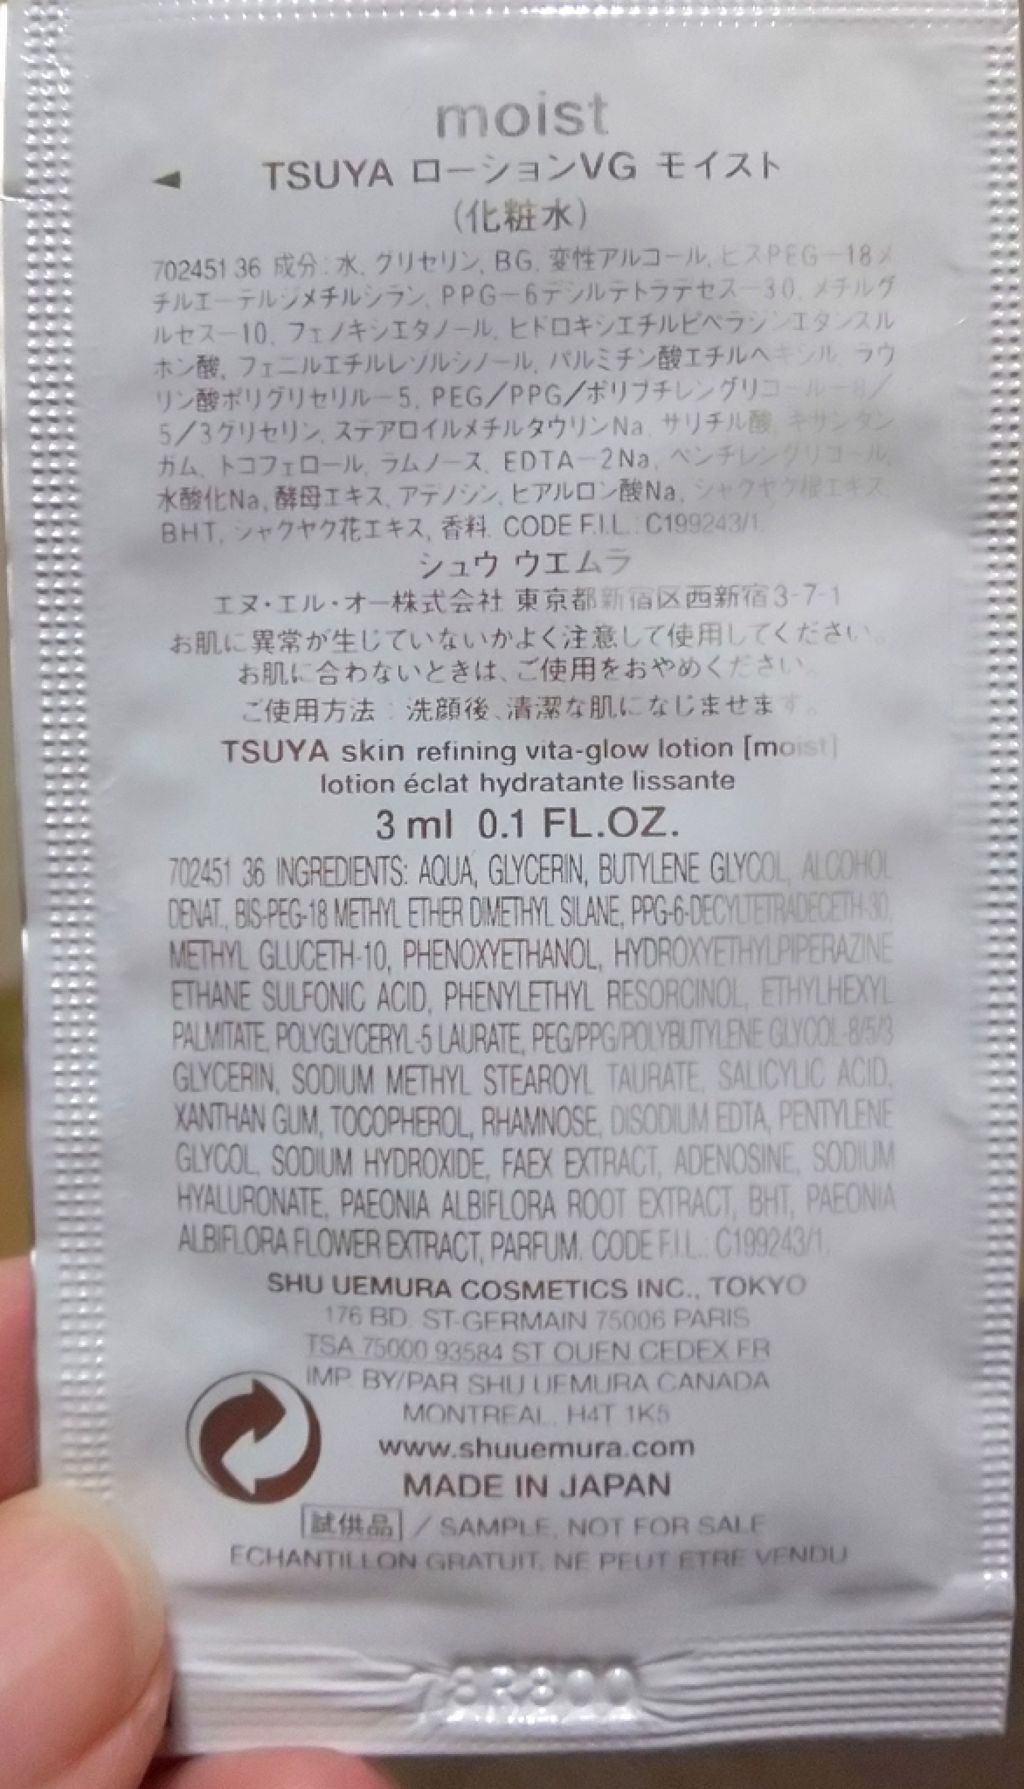 moist
TSUYA ローションVG モイスト
(化粧水)
702451 36 成分:水, グリセリン, BG, 変性アルコール, ビスPEG-18メ
チルエーテルジメチルシラン, PPG-6デシルテトラデセス-30, メチルグ
ルセス-10, フェノキシエタノール, ヒドロキシエチルピペラジンエタンスル
ホン酸, フェニルエチルレゾルシノール, パルミチン酸エチルヘキシル, ラウ
リン酸ポリグリセリル-5, PEG/PPG/ポリブチレングリコール-8/
5/3グリセリン, ステアロイルメチルタウリンNa, サリチル酸, キサンタン
ガム, トコフェロール, ラムノース, EDTA-2Na, ペンチレングリコール,
水酸化Na, 酵母エキス, アデノシン, ヒアルロン酸Na, シャクヤク根エキス,
BHT, シャクヤク花エキス, 香料. CODE F.I.L.: C199243/1.
シュウ ウエムラ
エヌ・エル・オー株式会社 東京都新宿区西新宿3-7-1
お肌に異常が生じていないかよく注意して使用してください。
お肌に合わないときは、ご使用をおやめください。
ご使用方法:洗顔後、清潔な肌になじませます。
TSUYA skin refining vita-glow lotion [moist]
lotion éclat hydratante lissante
3 ml 0.1 FL.OZ.
702451 36 INGREDIENTS: AQUA, GLYCERIN, BUTYLENE GLYCOL, ALCOHOL
DENAT., BIS-PEG-18 METHYL ETHER DIMETHYL SILANE, PPG-6-DECYLTETRADECETH-30,
METHYL GLUCETH-10, PHENOXYETHANOL, HYDROXYETHYLPIPERAZINE
ETHANE SULFONIC ACID, PHENYLETHYL RESORCINOL, ETHYLHEXYL
PALMITATE, POLYGLYCERYL-5 LAURATE, PEG/PPG/POLYBUTYLENE GLYCOL-8/5/3
GLYCERIN, SODIUM METHYL STEAROYL TAURATE, SALICYLIC ACID,
XANTHAN GUM, TOCOPHEROL, RHAMNOSE, DISODIUM EDTA, PENTYLENE
GLYCOL, SODIUM HYDROXIDE, FAEX EXTRACT, ADENOSINE, SODIUM
HYALURONATE, PAEONIA ALBIFLORA ROOT EXTRACT, BHT, PAEONIA
ALBIFLORA FLOWER EXTRACT, PARFUM. CODE F.I.L.: C199243/1.
SHU UEMURA COSMETICS INC., TOKYO
176 BD. ST-GERMAIN 75006 PARIS
TSA 75000 93584 ST OUEN CEDEX FR
IMP. BY/PAR SHU UEMURA CANADA
MONTREAL, H4T 1K5
www.shuuemura.com
MADE IN JAPAN
試供品 / SAMPLE, NOT FOR SALE
ECHANTILLON GRATUIT. NE PEUT ETRE VENDU